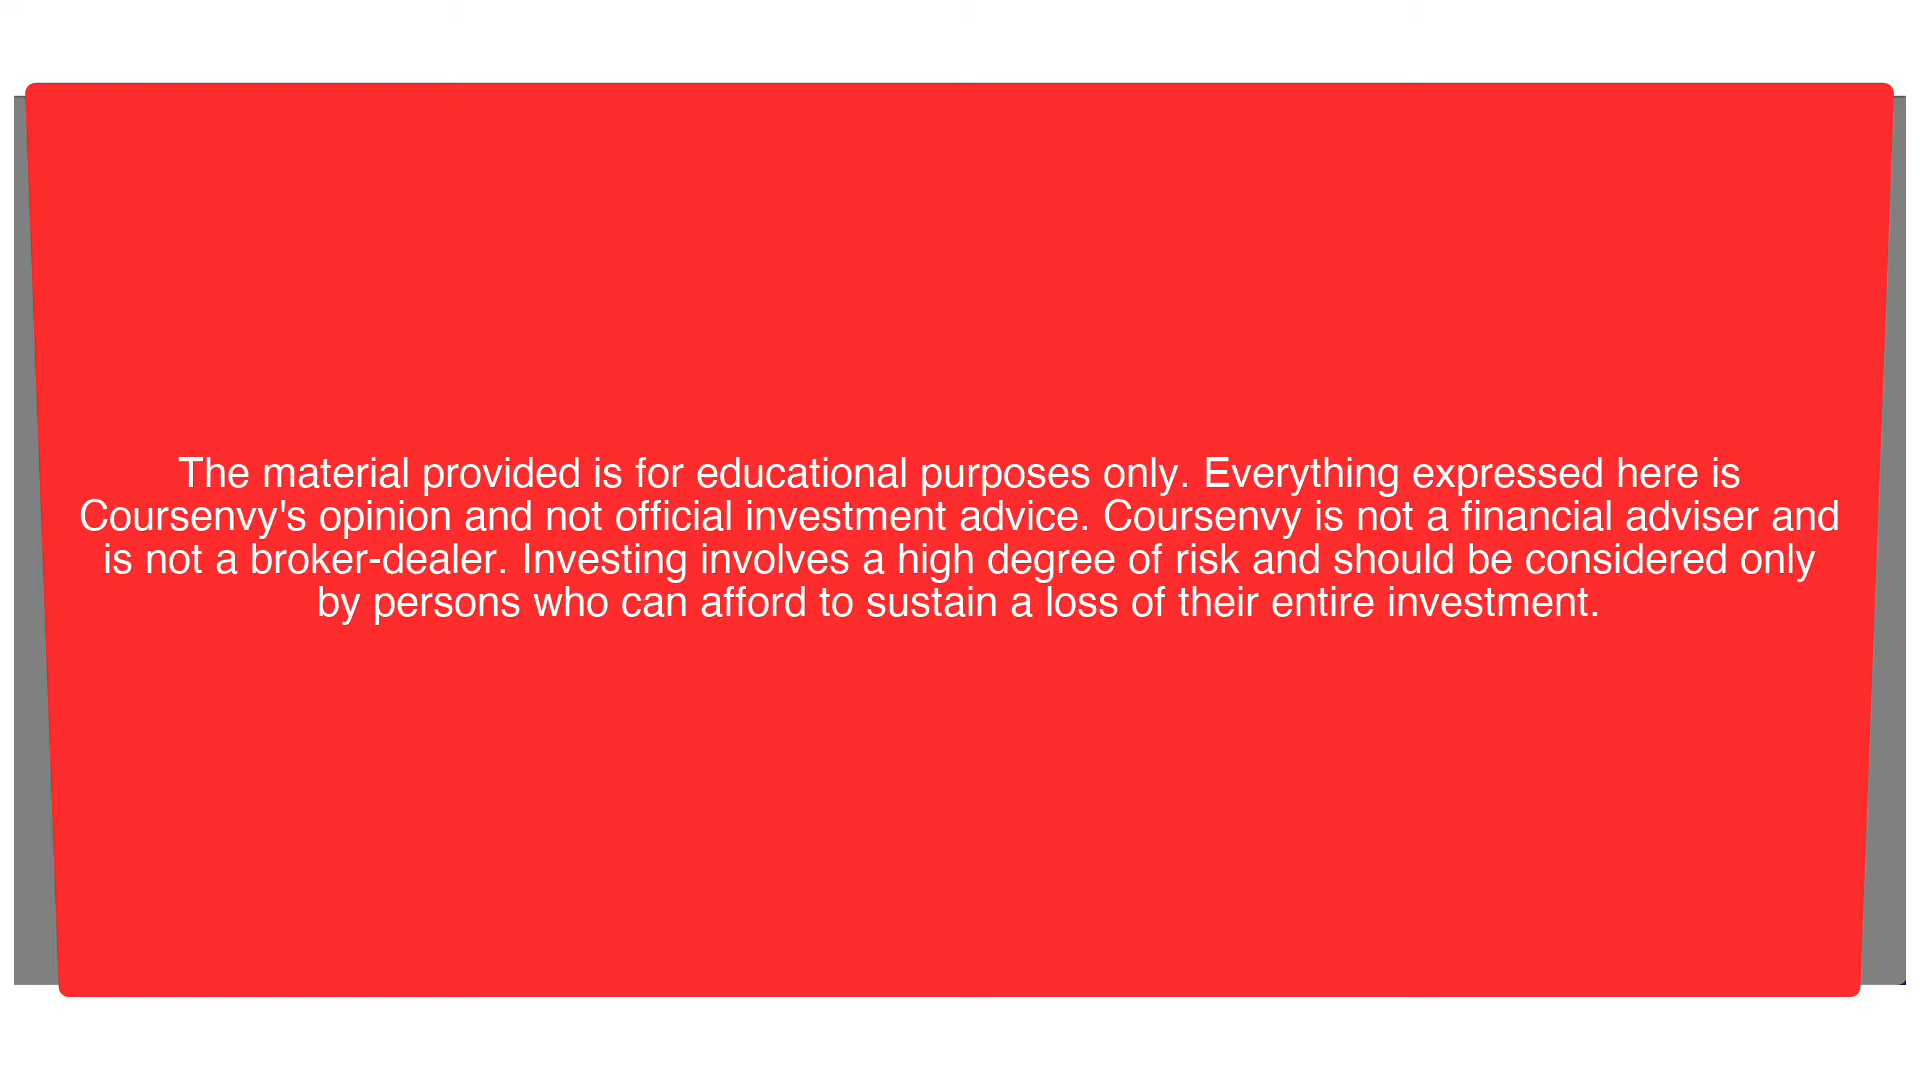 The material provided is for educational purposes only. Everything expressed here is
Coursenvy's opinion and not official investment advice. Coursenvy is not a financial adviser and
is not a broker-dealer. Investing involves a high degree of risk and should be considered only
by persons who can afford to sustain a loss of their entire investment.